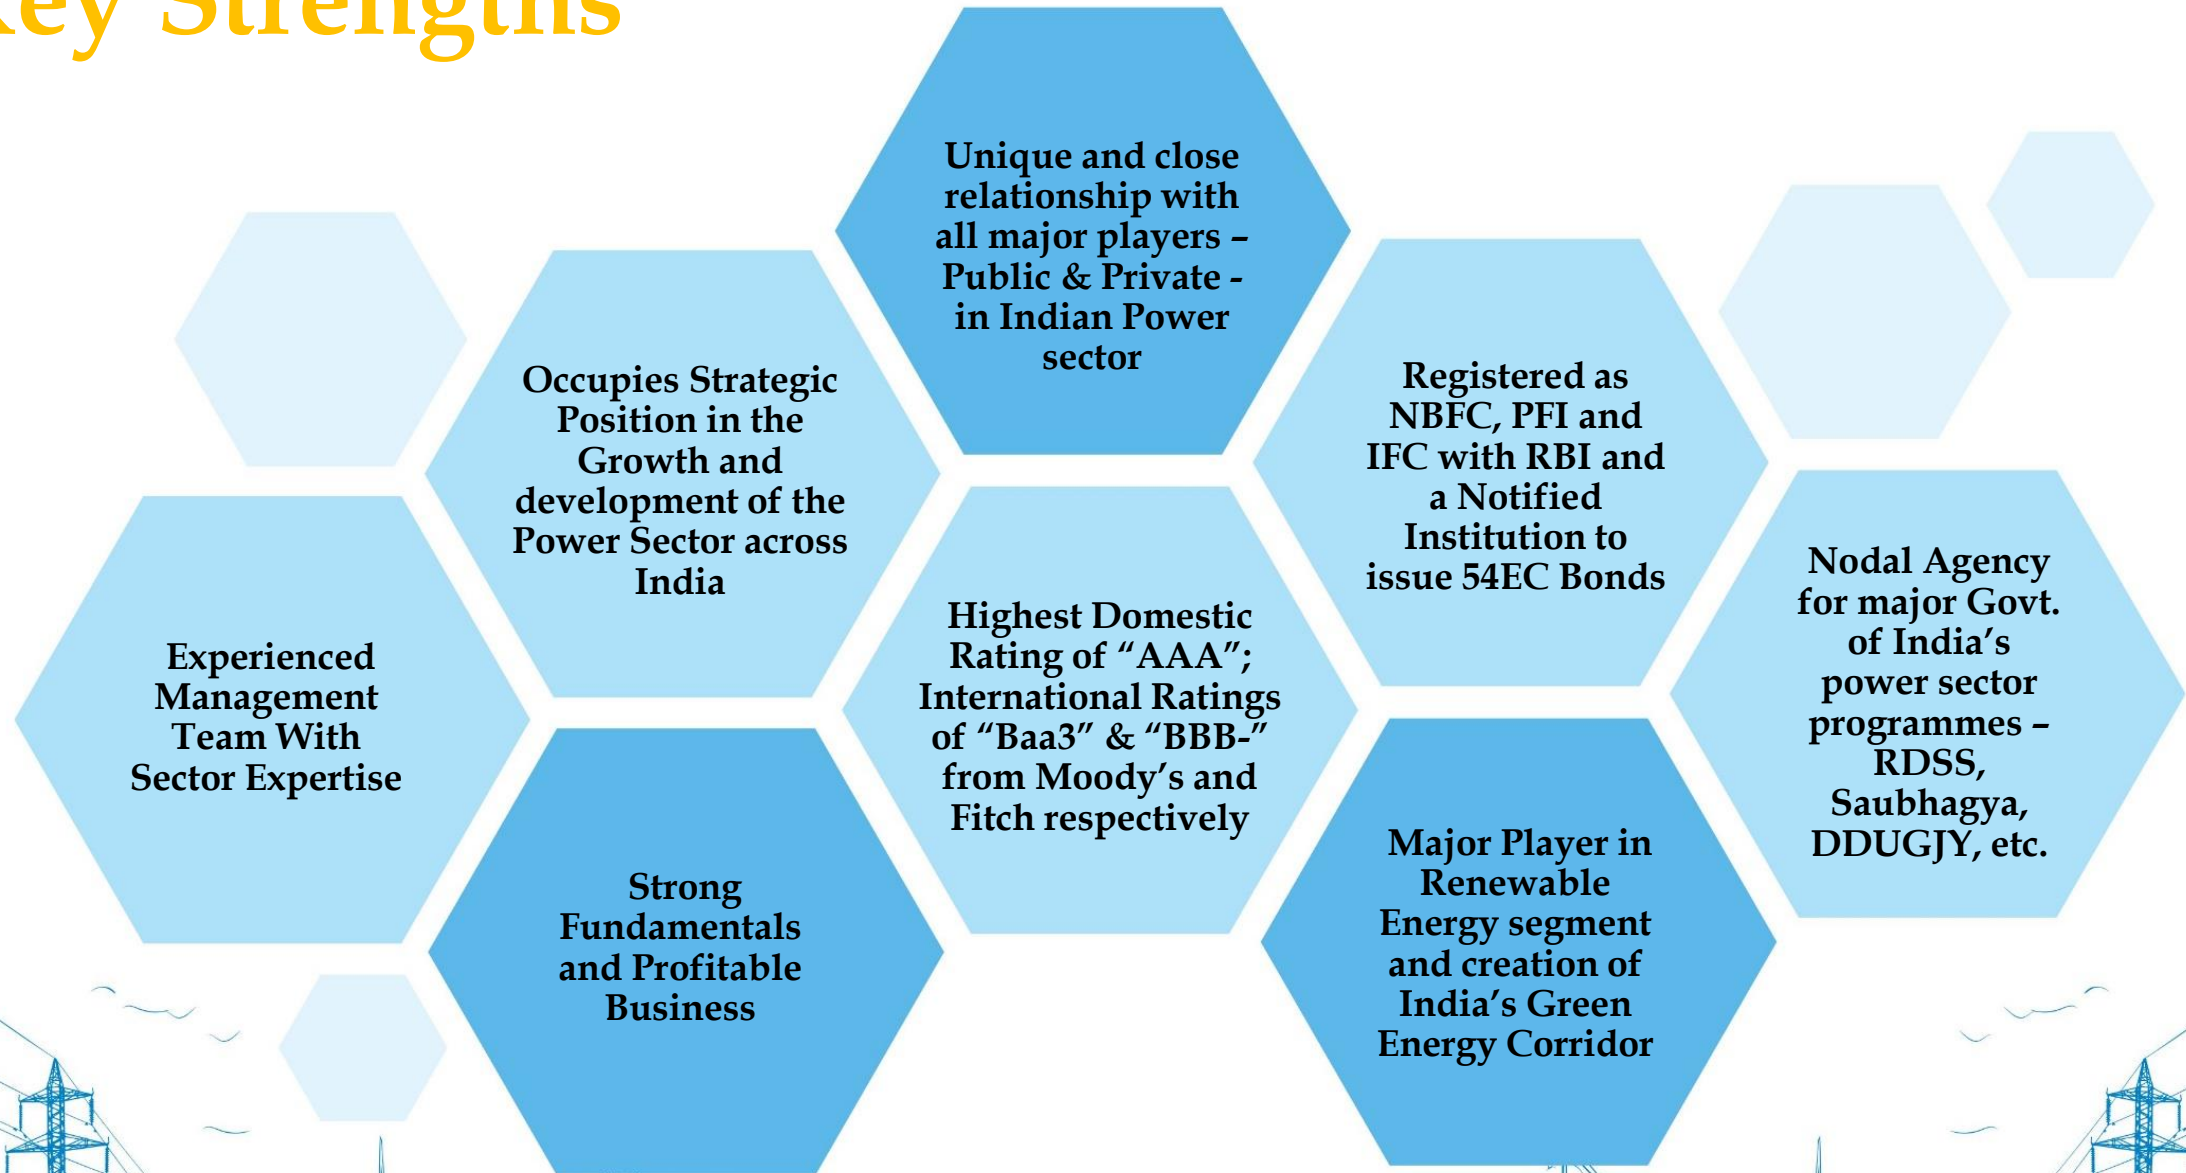 Key Strengths
Unique and close
relationship with
all major players –
Public & Private -
in Indian Power
sector
Occupies Strategic
Position in the
Growth and
development of the
Power Sector across
India
Registered as
NBFC, PFI and
IFC with RBI and
a Notified
Institution to
issue 54EC Bonds
Experienced
Management
Team With
Sector Expertise
Highest Domestic
Rating of “AAA”;
International Ratings
of “Baa3” & “BBB-”
from Moody’s and
Fitch respectively
Nodal Agency
for major Govt.
of India’s
power sector
programmes –
RDSS,
Saubhagya,
DDUGJY, etc.
Strong
Fundamentals
and Profitable
Business
Major Player in
Renewable
Energy segment
and creation of
India’s Green
Energy Corridor